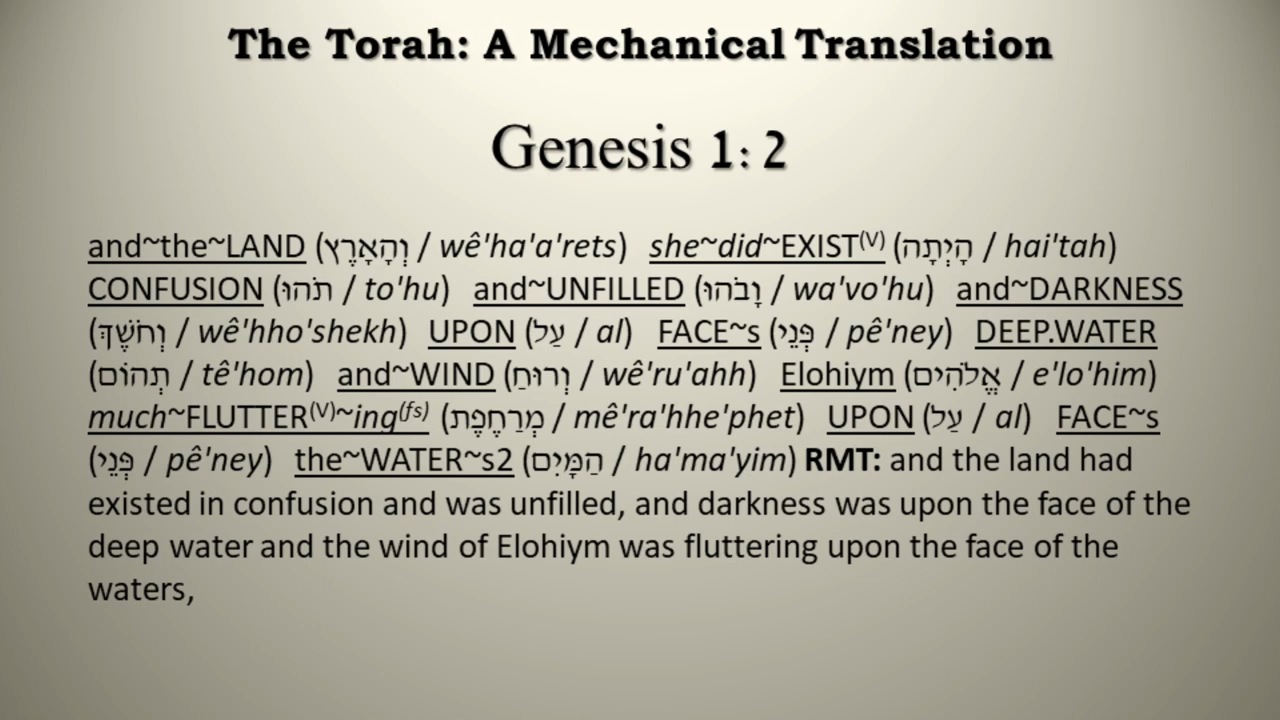 The Torah: A Mechanical Translation
Genesis 1:2
and~the~LAND (וְהָאָרֶץ / wê'ha'a'rets) she~did~EXIST(V) (הָיְתָה / hai'tah)
CONFUSION (תֹהוּ / to'hu) and~UNFILLED (וָבֹהוּ / wa'vo'hu) and~DARKNESS
(וְחֹשֶׁךְ / wê'hho'shekh) UPON (עַל / al) FACE~s (פְּנֵי / pê'ney) DEEP.WATER
(תְהוֹם / tê'hom) and~WIND (וְרוּחַ / wê'ru'ahh) Elohiym (אֱלֹהִים / e'lo'him)
much~FLUTTER(V)~ing(fs) (מְרַחֶפֶת / mê'ra'hhe'phet) UPON (עַל / al) FACE~s
(פְּנֵי / pê'ney) the~WATER~s2 (הַמָּיִם / ha'ma'yim) RMT: and the land had
existed in confusion and was unfilled, and darkness was upon the face of the
deep water and the wind of Elohiym was fluttering upon the face of the
waters,